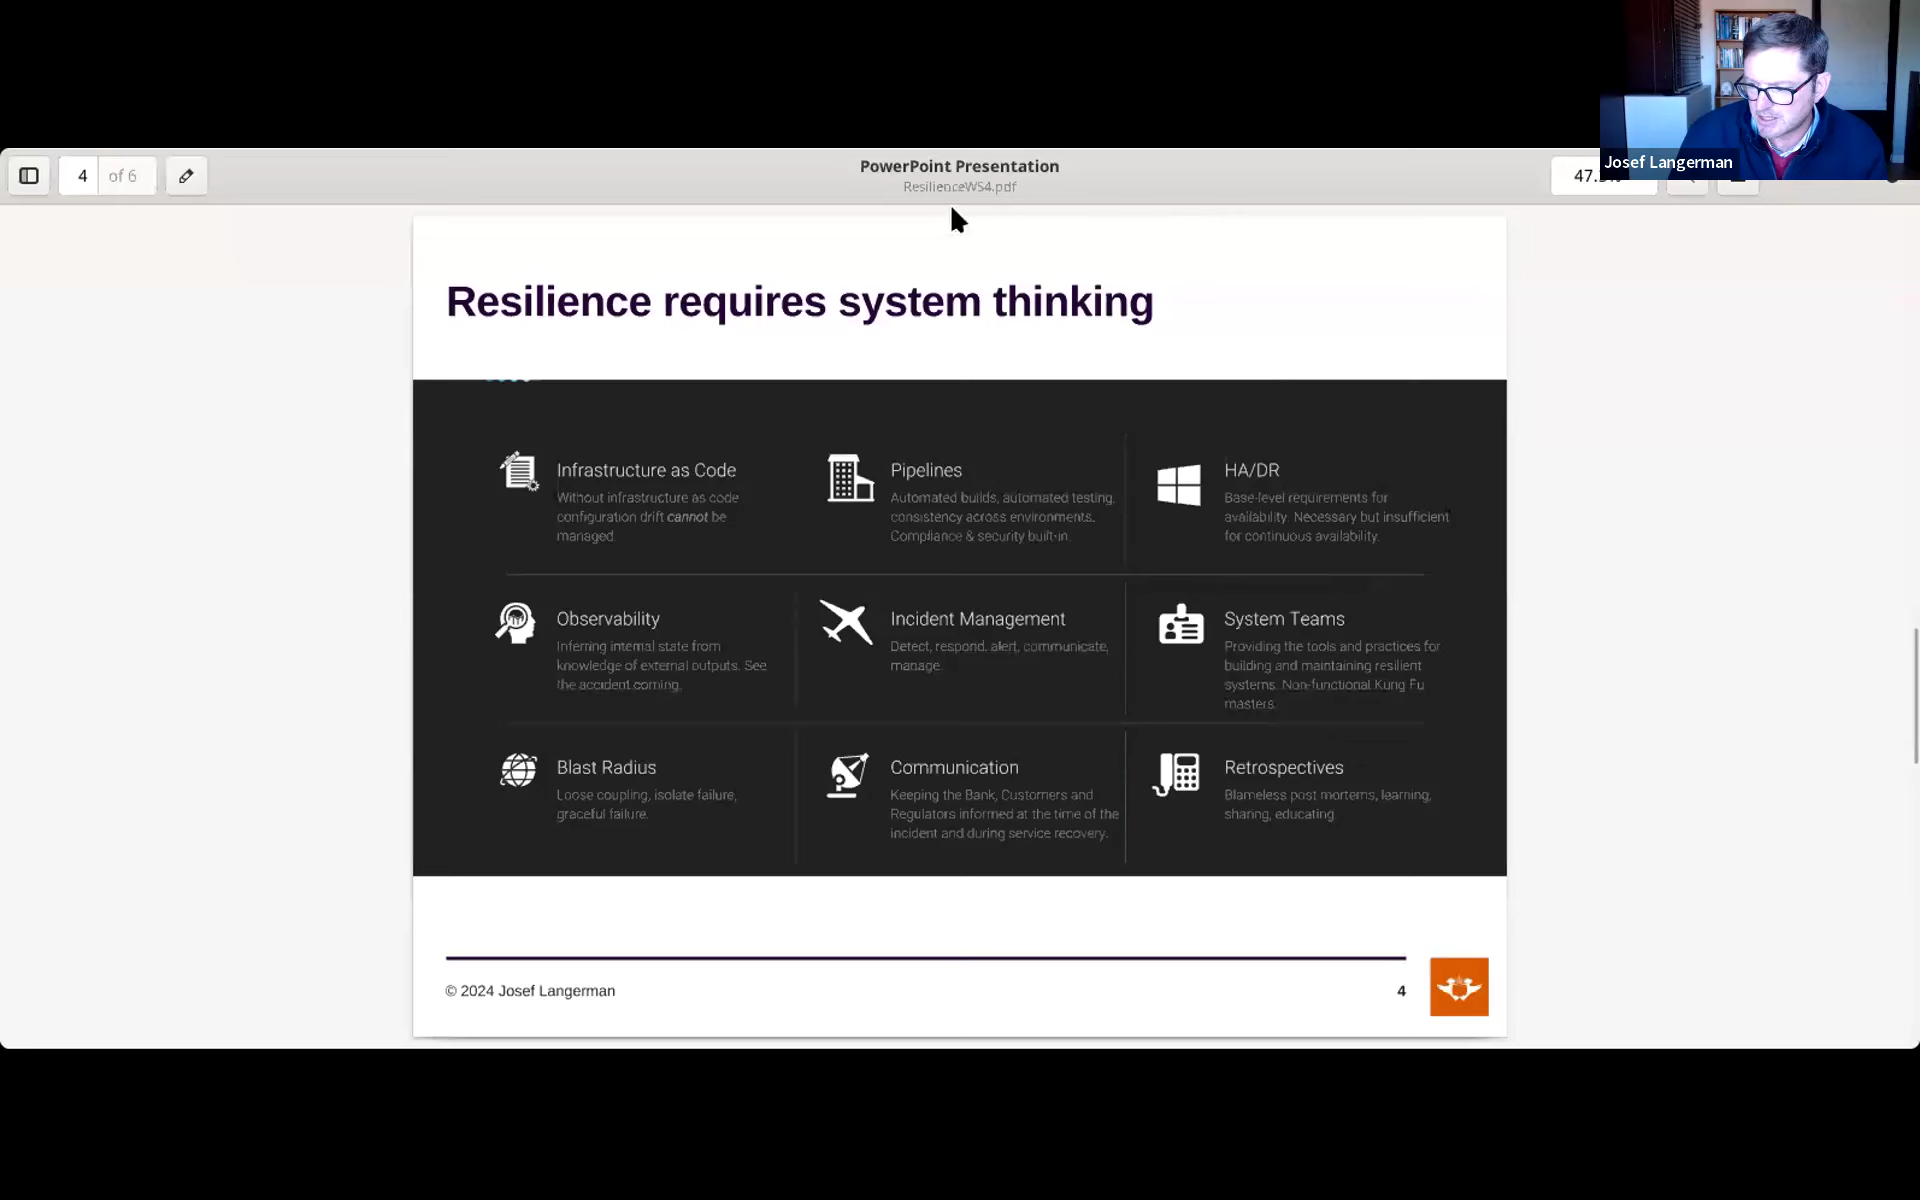 Josef Langerman
4 of 6
PowerPoint Presentation
ResilienceWS4.pdf
Resilience requires system thinking
Infrastructure as Code
Without infrastructure as code
configuration drift cannot be
managed.
Pipelines
Automated builds, automated testing,
consistency across environments.
Compliance & security built-in.
HA/DR
Base-level requirements for
availability. Necessary but insufficient
for continuous availability.
Observability
Inferring internal state from
knowledge of external outputs. See
the accident coming.
Incident Management
Detect, respond. alert, communicate,
manage.
System Teams
Providing the tools and practices for
building and maintaining resilient
systems. Non-functional Kung Fu
masters.
Blast Radius
Loose coupling, isolate failure,
graceful failure.
Communication
Keeping the Bank, Customers and
Regulators informed at the time of the
incident and during service recovery.
Retrospectives
Blameless post mortems, learning,
sharing, educating.
© 2024 Josef Langerman
4